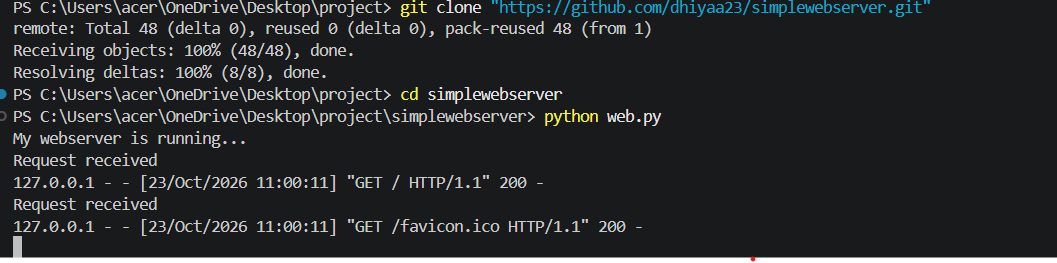 PS C:\Users\acer\OneDrive\Desktop\project> git clone "https://github.com/dhiyaa23/simplewebserver.git"
remote: Total 48 (delta 0), reused 0 (delta 0), pack-reused 48 (from 1)
Receiving objects: 100% (48/48), done.
Resolving deltas: 100% (8/8), done.
PS C:\Users\acer\OneDrive\Desktop\project> cd simplewebserver
PS C:\Users\acer\OneDrive\Desktop\project\simplewebserver> python web.py
My webserver is running...
Request received
127.0.0.1 - - [23/Oct/2026 11:00:11] "GET / HTTP/1.1" 200 -
Request received
127.0.0.1 - - [23/Oct/2026 11:00:11] "GET /favicon.ico HTTP/1.1" 200 -